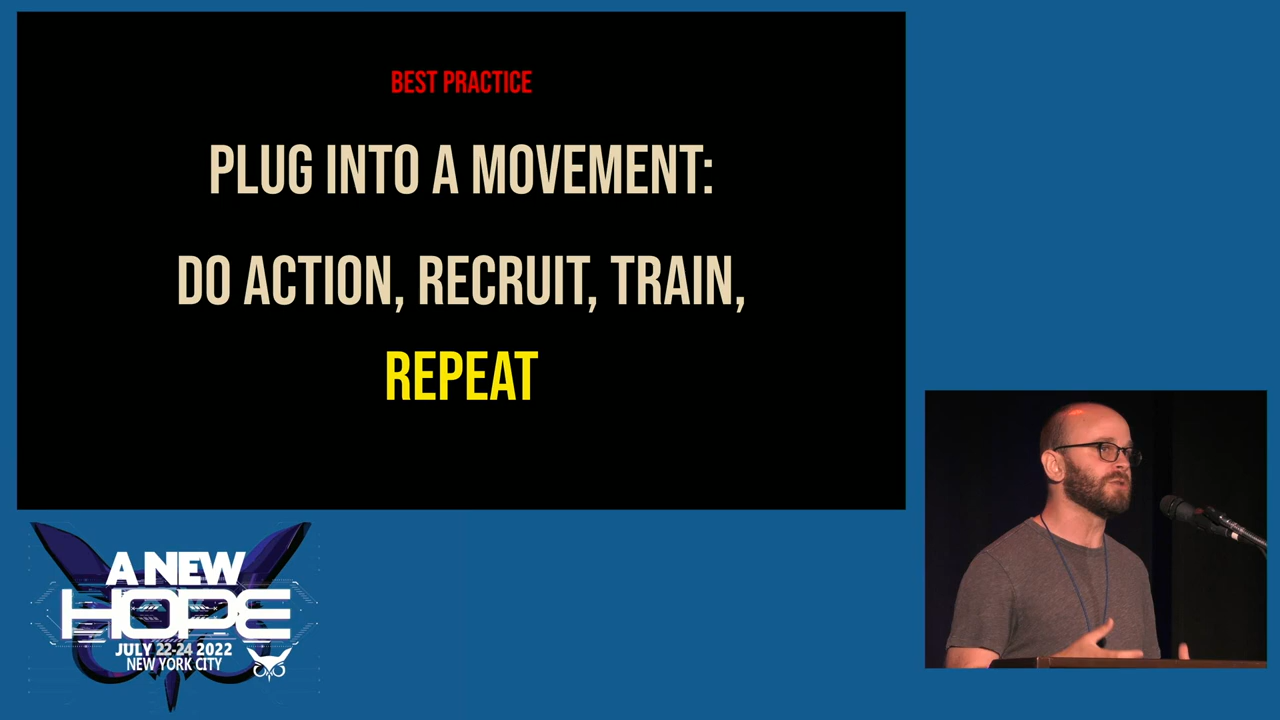 BEST PRACTICE
PLUG INTO A MOVEMENT:
DO ACTION, RECRUIT, TRAIN,
REPEAT
A NEW
HOPE
JULY 22-24 2022
NEW YORK CITY